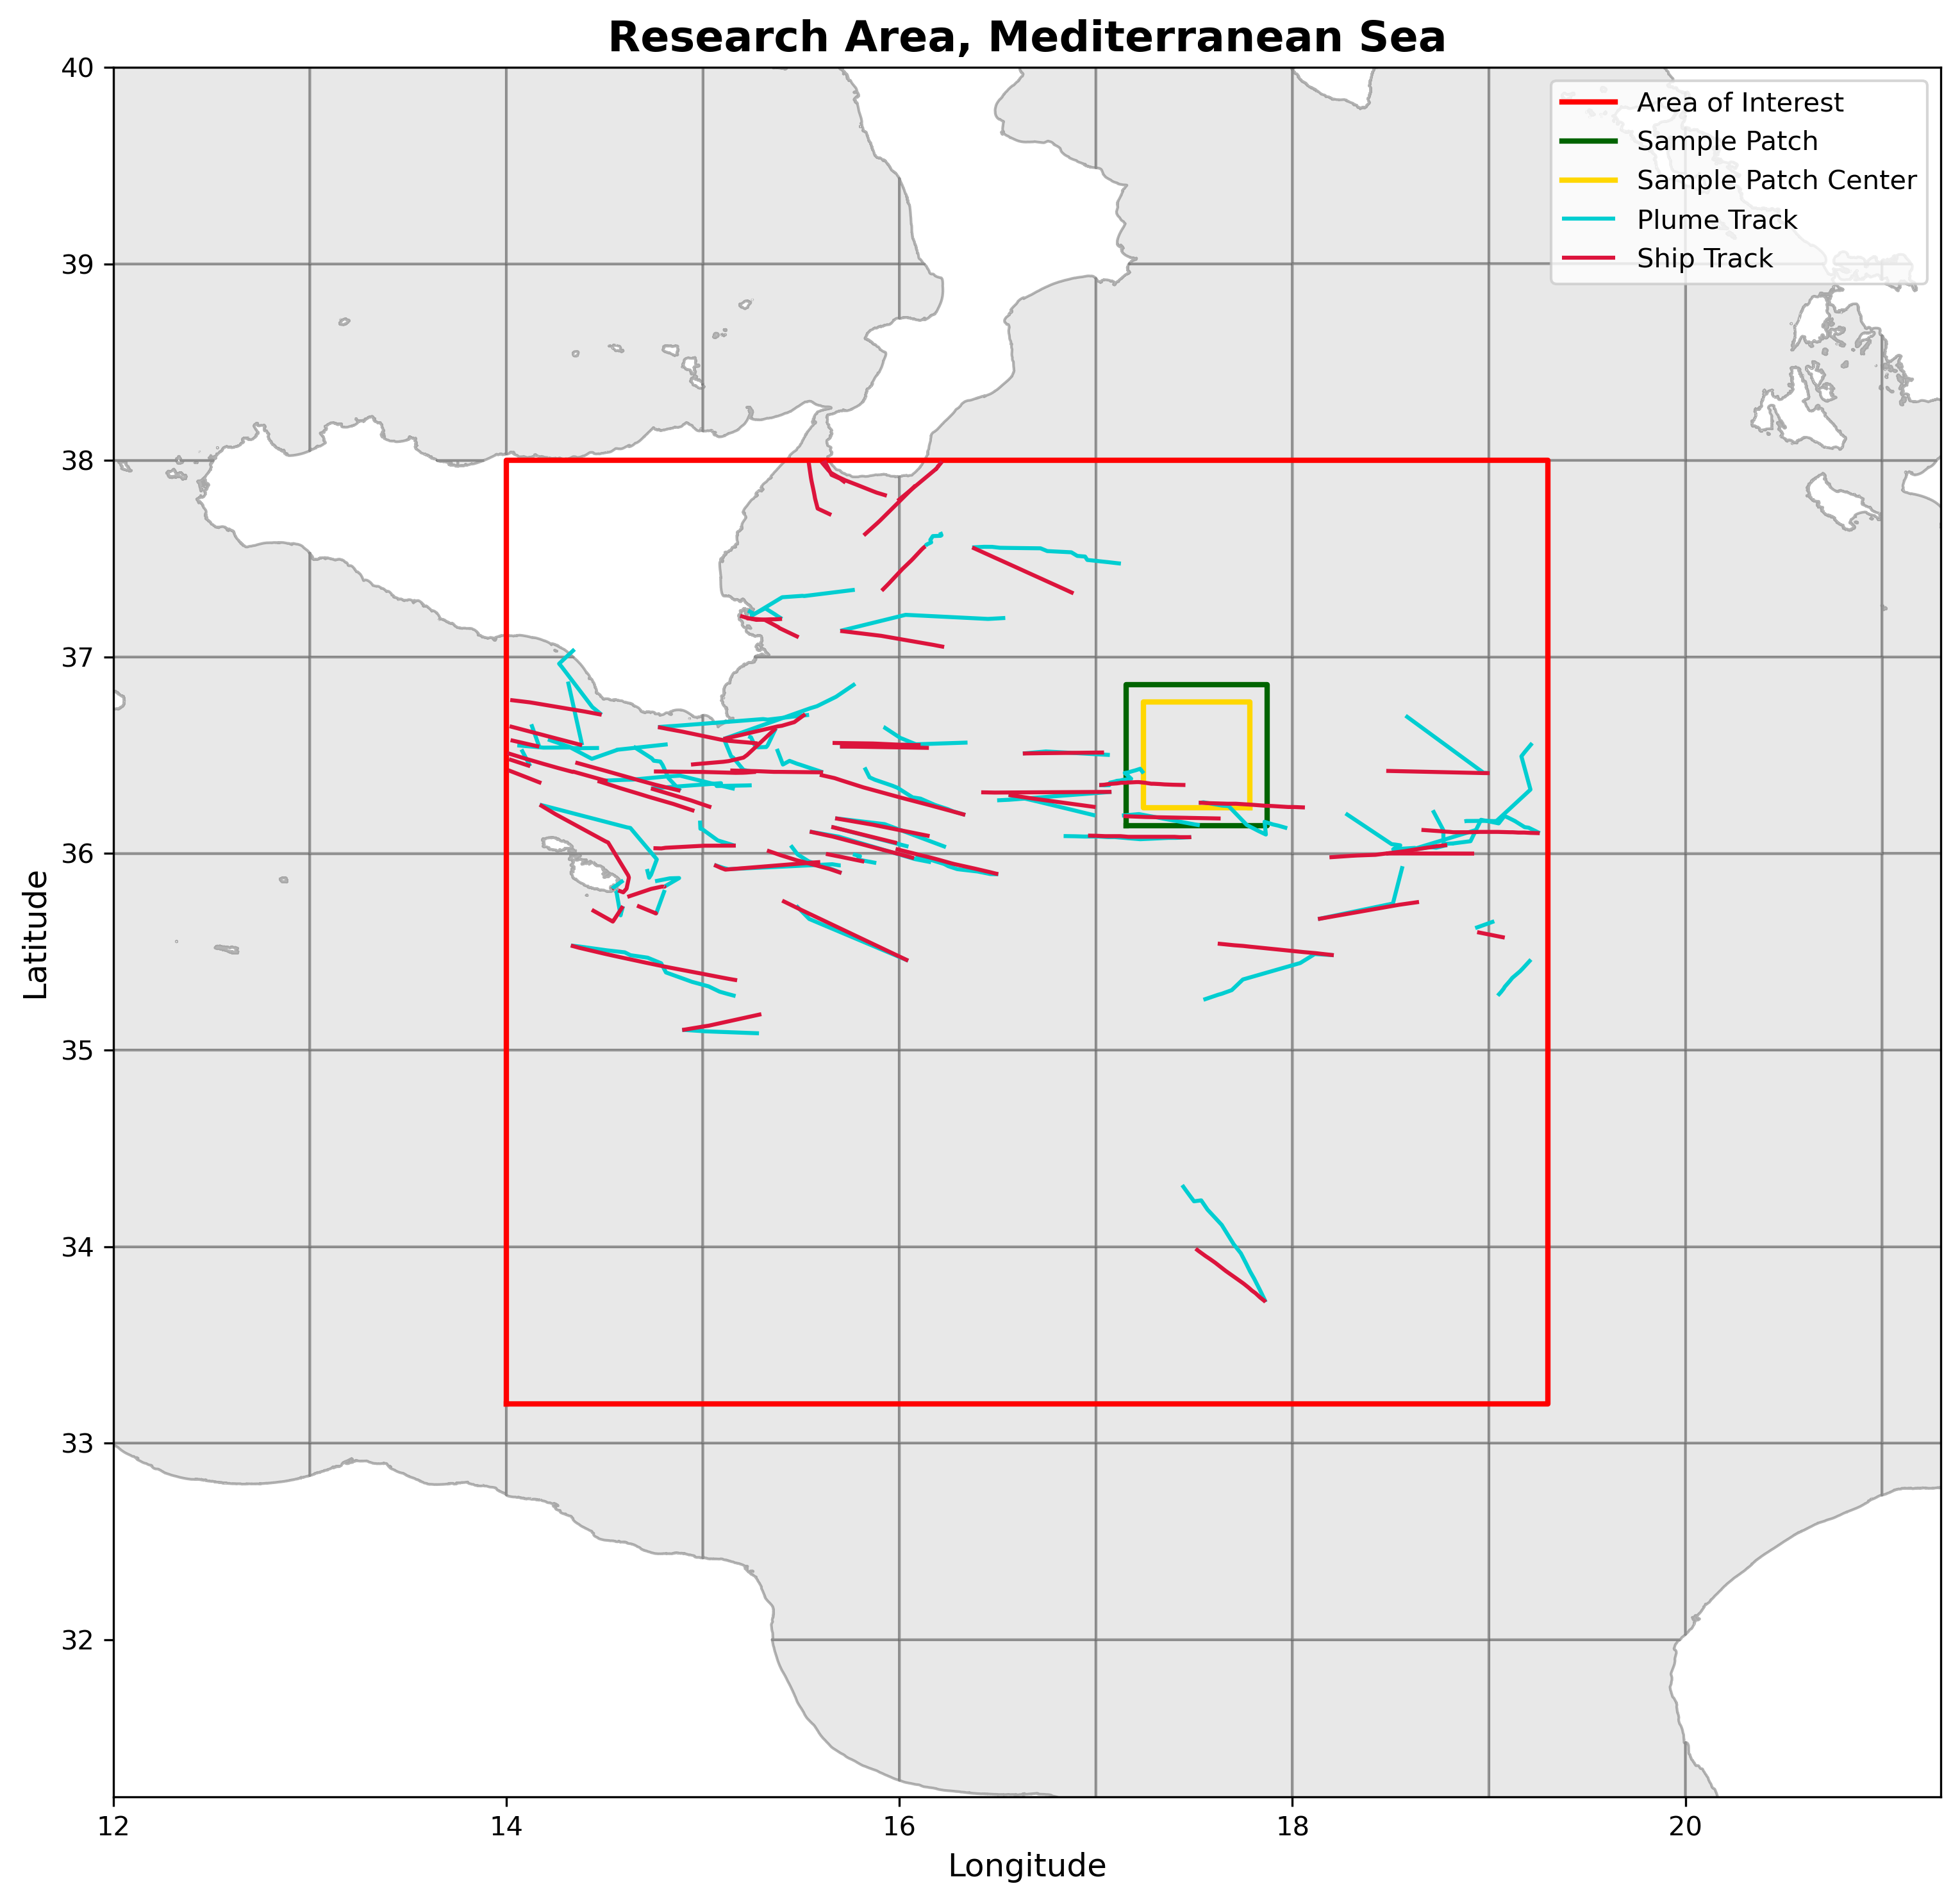 Research Area, Mediterranean Sea
40
39
38
37
36
35
34
33
32
Latitude
Area of Interest
Sample Patch
Sample Patch Center
Plume Track
Ship Track
12 14 16 18 20
Longitude